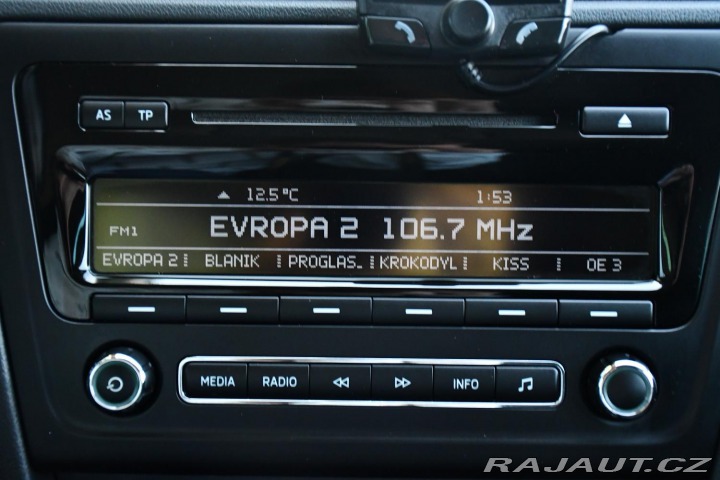 AS TP
12.5°C 1:53
FM1 EVROPA 2 106.7 MHz
EVROPA 2 BLANIK PROGLAS_ KROKODYL KISS OE 3
MEDIA RADIO INFO
RAJAUT.CZ